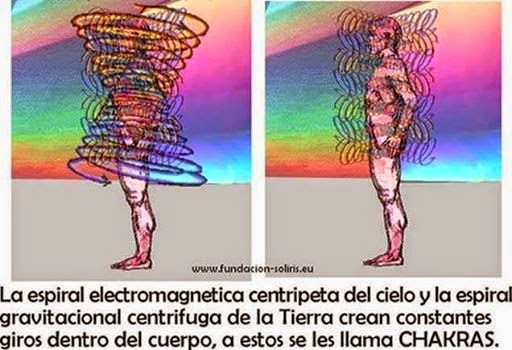 www.fundacion-soliris.eu
La espiral electromagnetica centripeta del cielo y la espiral
gravitacional centrifuga de la Tierra crean constantes
giros dentro del cuerpo, a estos se les llama CHAKRAS.